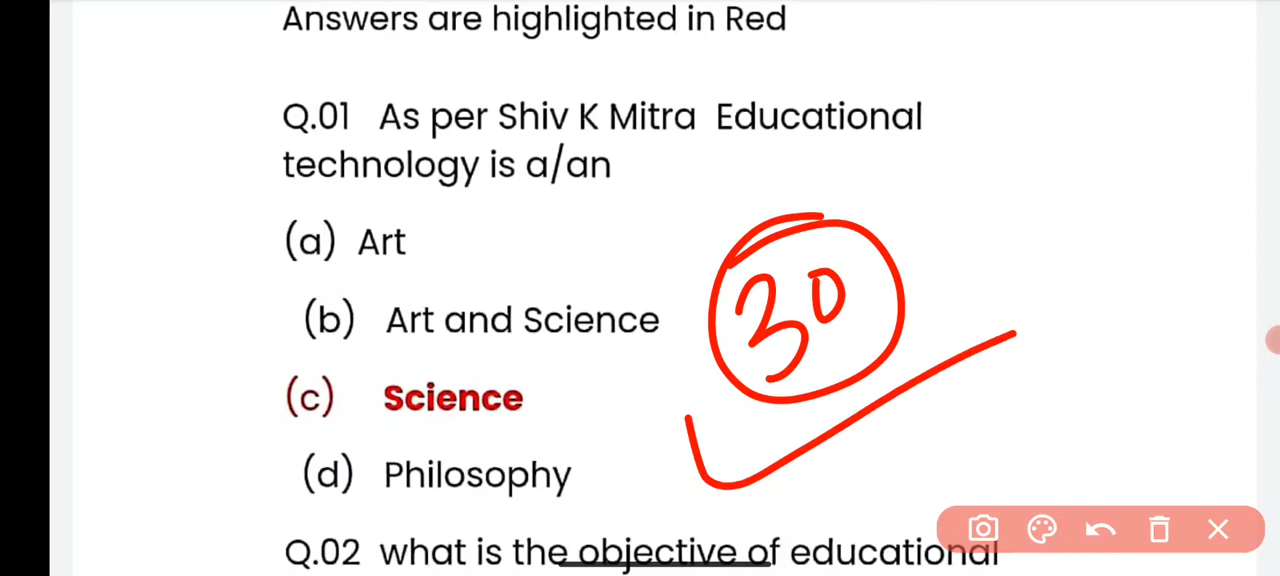 Answers are highlighted in Red
Q.01 As per Shiv K Mitra Educational
technology is a/an
(a) Art
(b) Art and Science
30
(c) Science
(d) Philosophy
Q.02 what is the objective of educational